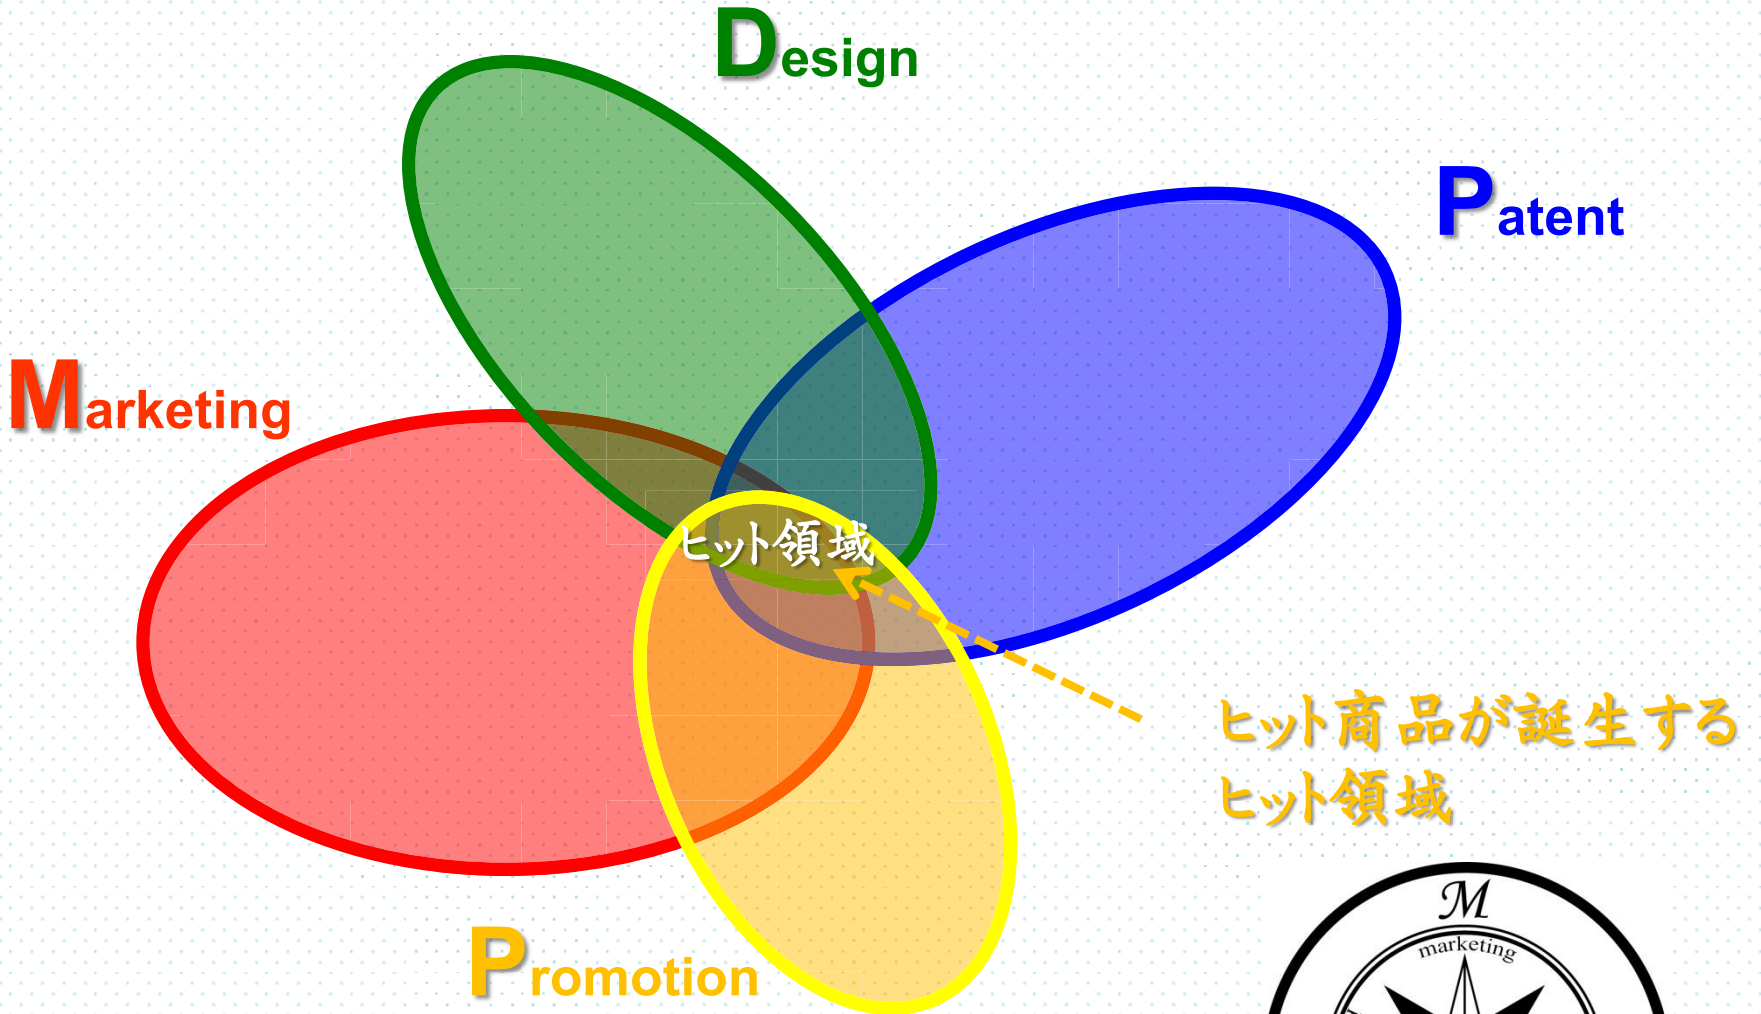 Design
Patent
Marketing
ヒット領域
ヒット商品が誕生する
ヒット領域
Promotion
M
marketing